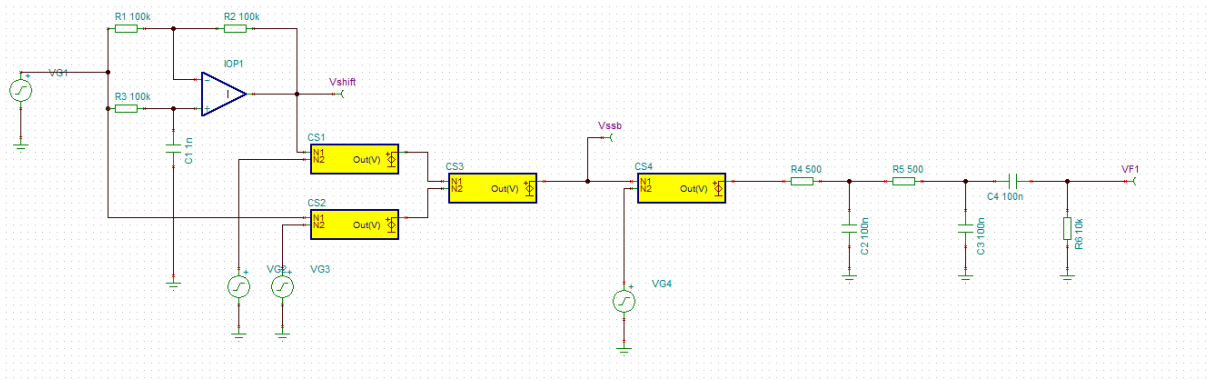 R1 100k
R2 100k
VG1
IOP1
Vshift
R3 100k
C1 1n
CS1
N1
N2
Out(V)
CS2
N1
N2
Out(V)
VG2
VG3
CS3
N1
N2
Out(V)
Vssb
CS4
N1
N2
Out(V)
VG4
R4 500
R5 500
C2 100n
C3 100n
C4 100n
R6 10k
VF1